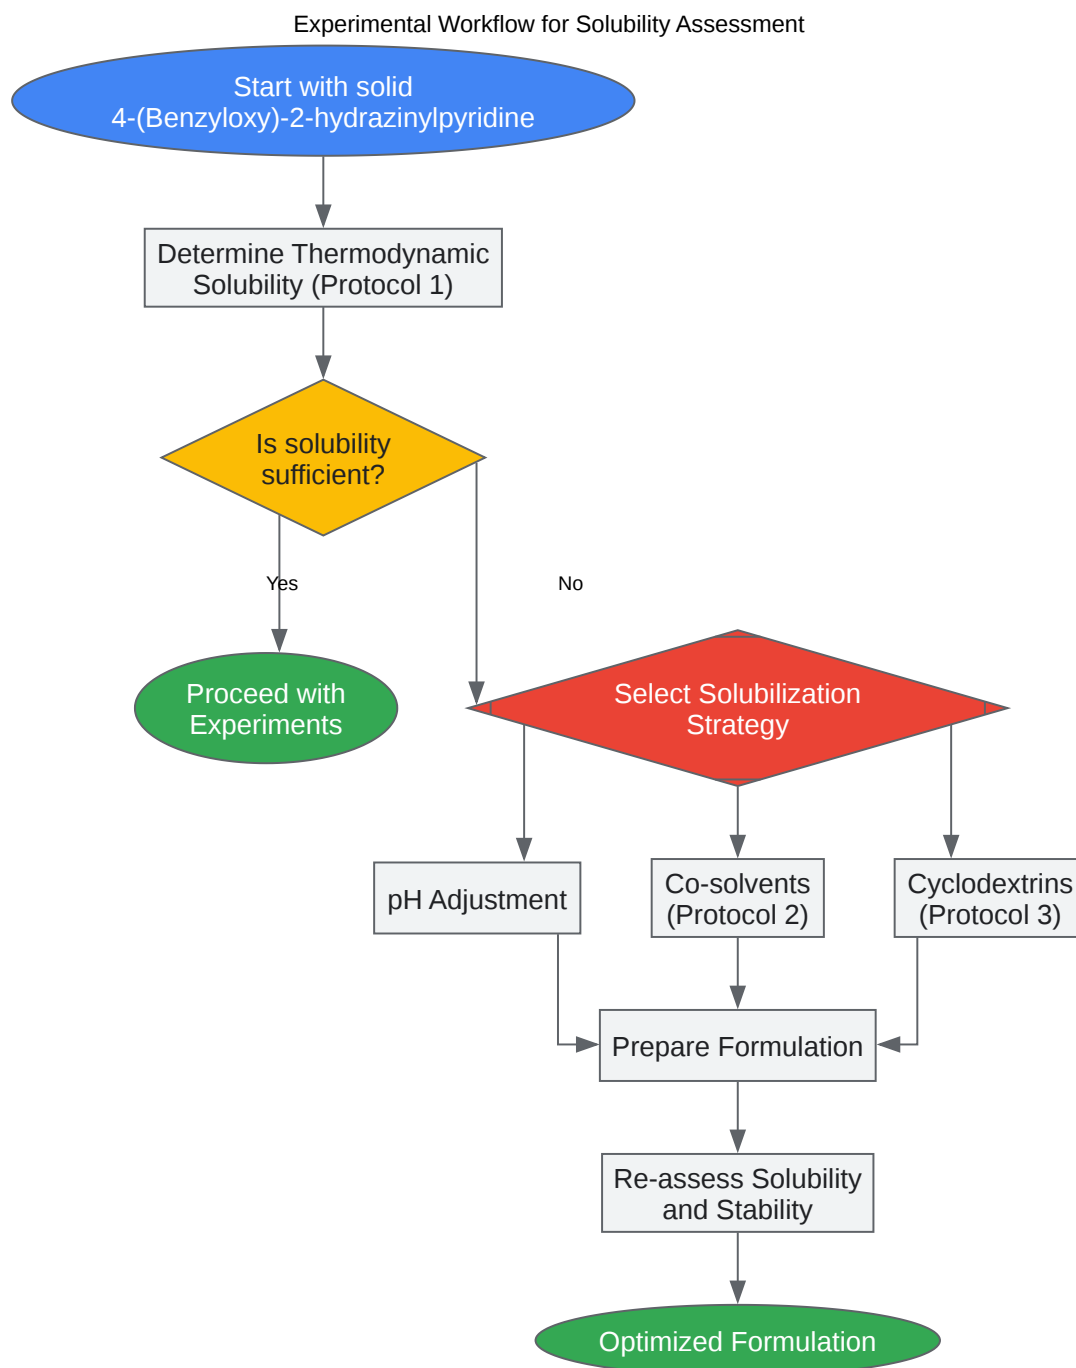 Experimental Workflow for Solubility Assessment
Start with solid
4-(Benzyloxy)-2-hydrazinylpyridine
Determine Thermodynamic
Solubility (Protocol 1)
Is solubility
sufficient?
Yes
No
Proceed with
Experiments
Select Solubilization
Strategy
pH Adjustment
Co-solvents
(Protocol 2)
Cyclodextrins
(Protocol 3)
Prepare Formulation
Re-assess Solubility
and Stability
Optimized Formulation